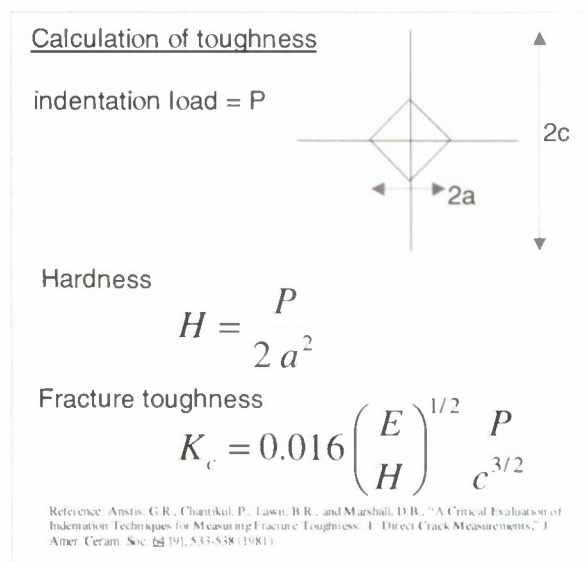 Calculation of toughness
indentation load = P
2c
2a
Hardness
H = P / 2 a²
Fracture toughness
K_c = 0.016 (E / H)^1/2 P / c^3/2
Reference: Anstis, G.R., Chantikul, P., Lawn, B.R., and Marshall, D.B., "A Critical Evaluation of
Indentation Techniques for Measuring Fracture Toughness: I. Direct Crack Measurements," J.
Amer. Ceram. Soc. 64 [9], 533-538 (1981).